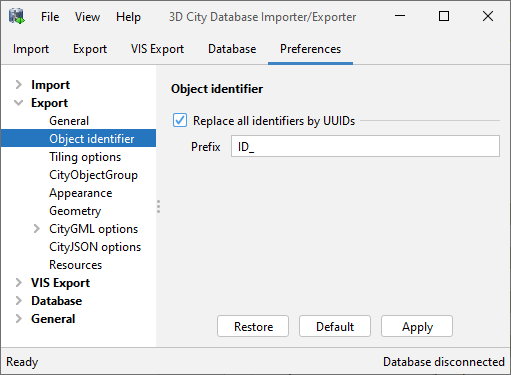 File View Help 3D City Database Importer/Exporter
Import Export VIS Export Database Preferences
Import
Export
General
Object identifier
Tiling options
CityObjectGroup
Appearance
Geometry
CityGML options
CityJSON options
Resources
VIS Export
Database
General
Object identifier
Replace all identifiers by UUIDs
Prefix ID_
Restore Default Apply
Ready Database disconnected